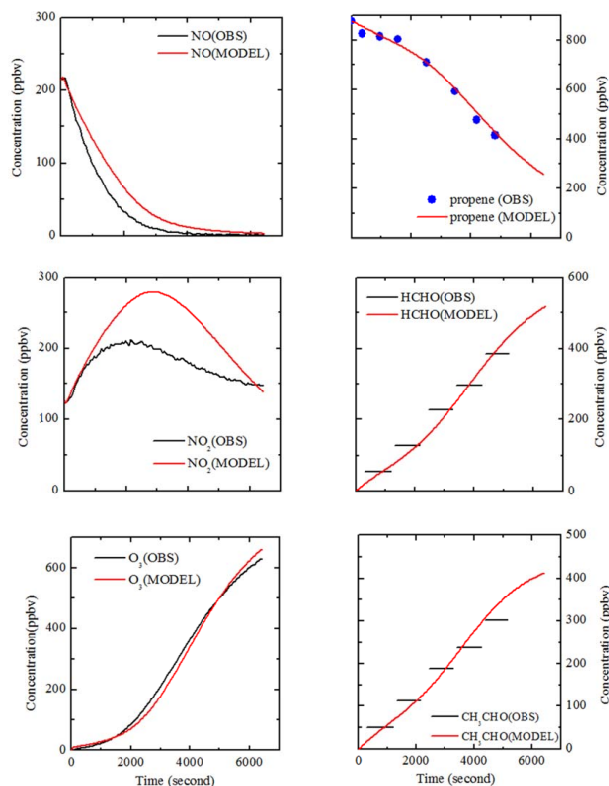 300
200
100
0
Concentration (ppbv)
NO(OBS)
NO(MODEL)
800
600
400
200
0
Concentration (ppbv)
propene (OBS)
propene (MODEL)
300
200
100
0
Concentration (ppbv)
NO₂(OBS)
NO₂(MODEL)
600
400
200
0
Concentration (ppbv)
HCHO(OBS)
HCHO(MODEL)
600
400
200
0
Concentration(ppbv)
O₃(OBS)
O₃(MODEL)
0 2000 4000 6000
Time (second)
500
400
300
200
100
0
Concentration (ppbv)
CH₃CHO(OBS)
CH₃CHO(MODEL)
0 2000 4000 6000
Time (second)